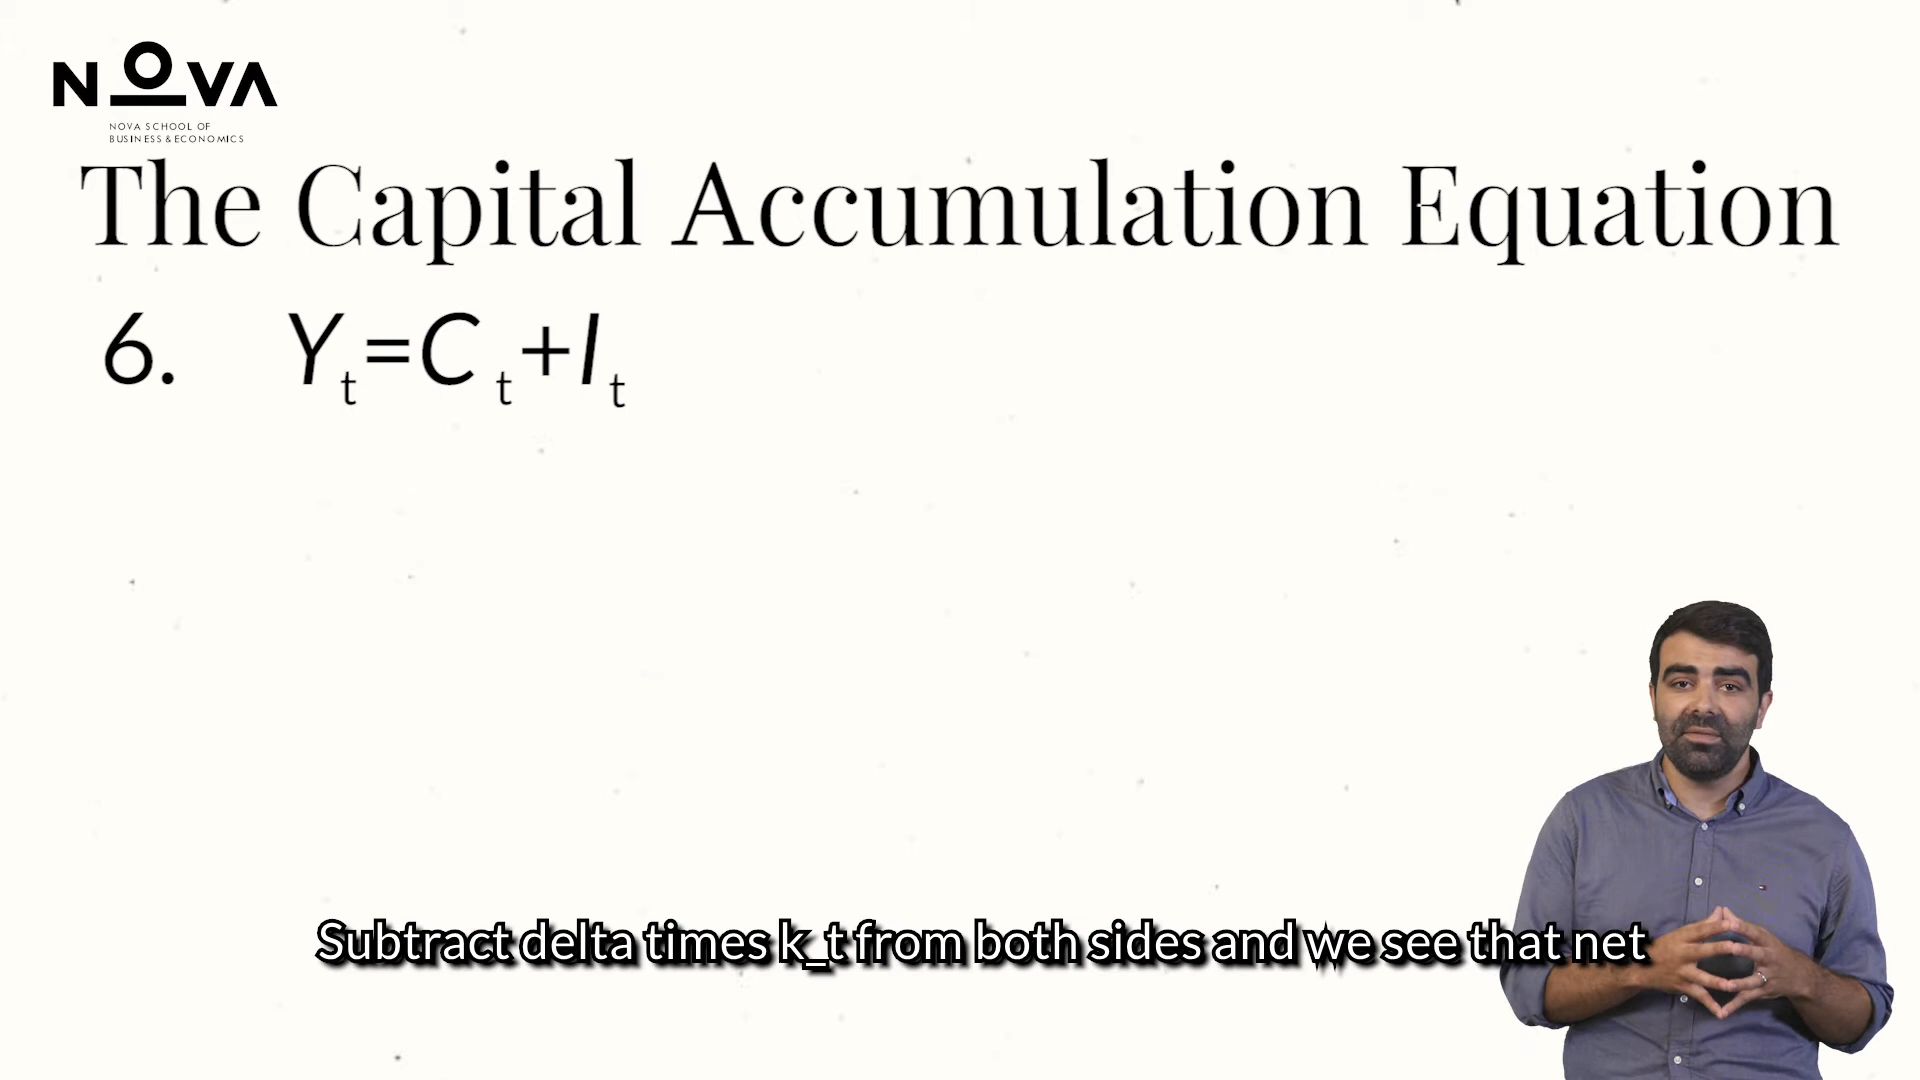 NOVA
NOVA SCHOOL OF
BUSINESS & ECONOMICS
The Capital Accumulation Equation
6. Yt=Ct+It
Subtract delta times k_t from both sides and we see that net